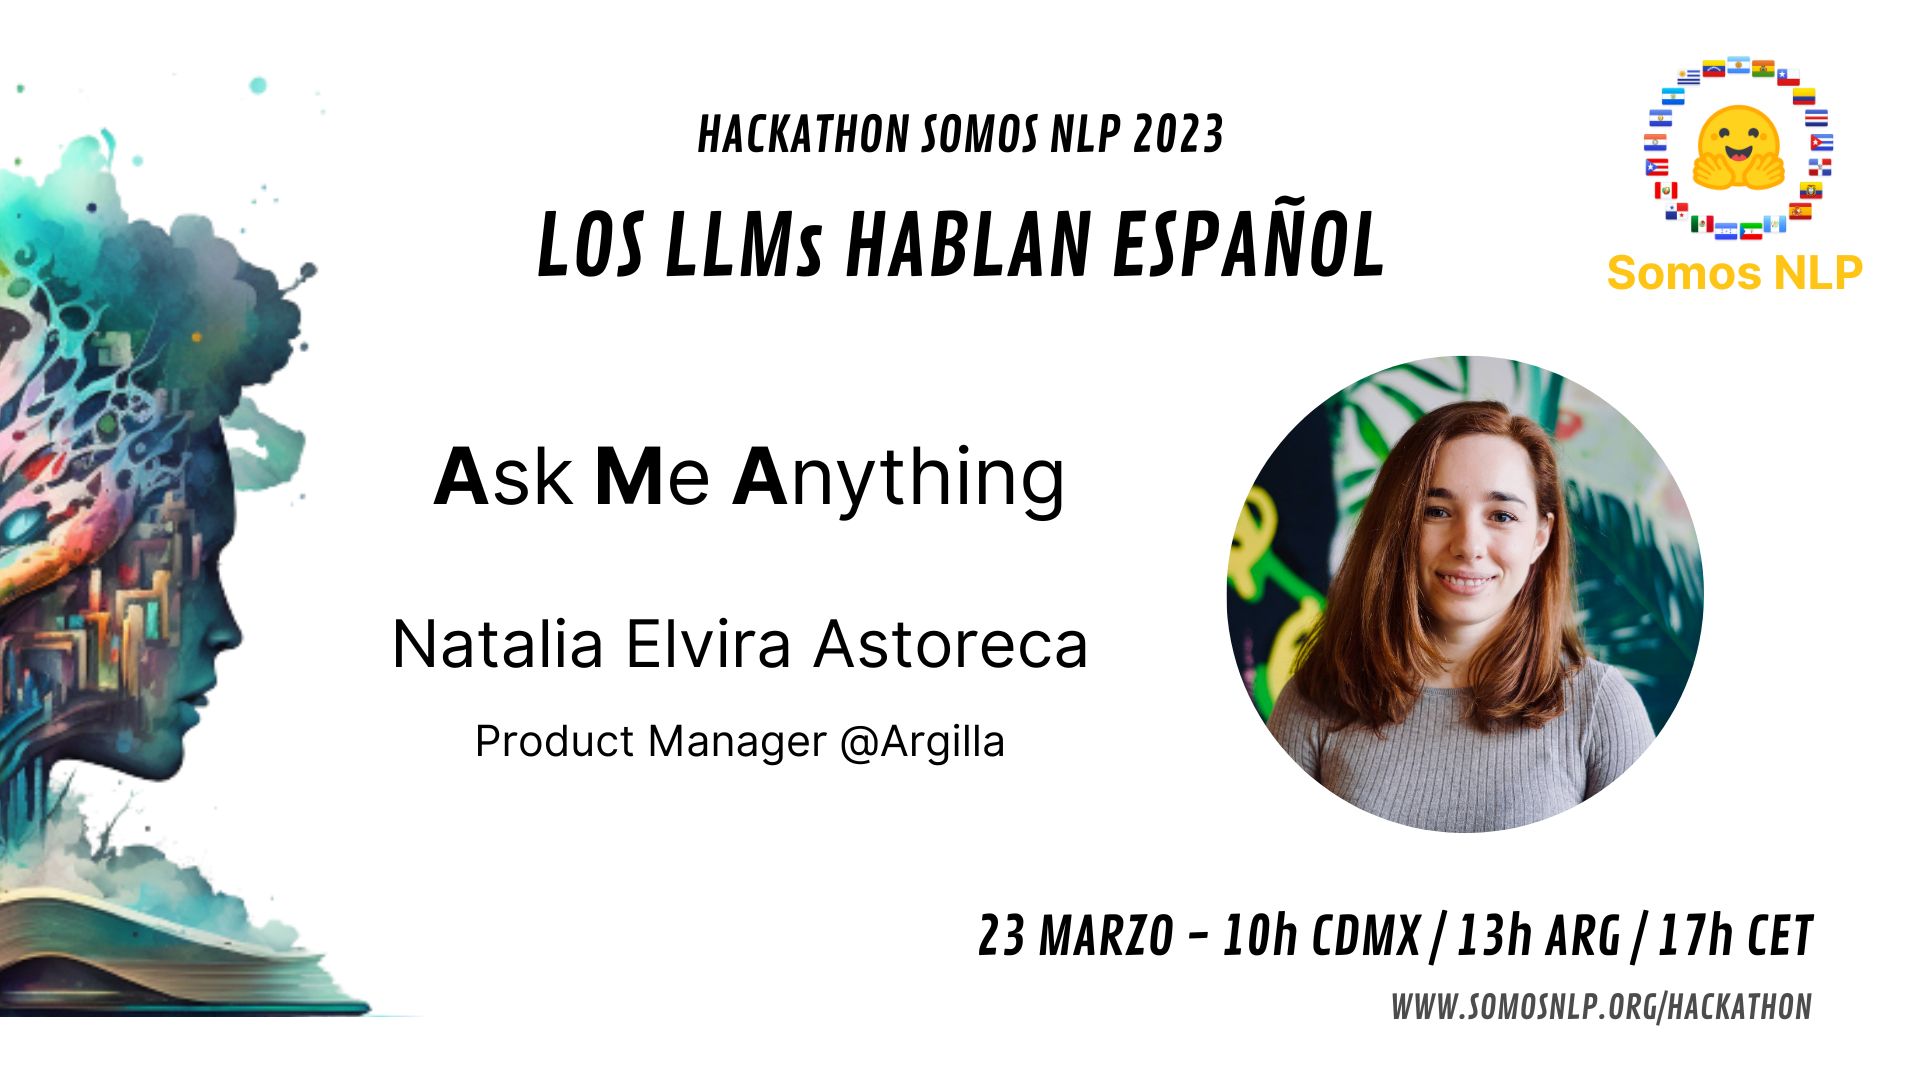 HACKATHON SOMOS NLP 2023
LOS LLMs HABLAN ESPAÑOL
Somos NLP
Ask Me Anything
Natalia Elvira Astoreca
Product Manager @Argilla
23 MARZO - 10h CDMX / 13h ARG / 17h CET
WWW.SOMOSNLP.ORG/HACKATHON